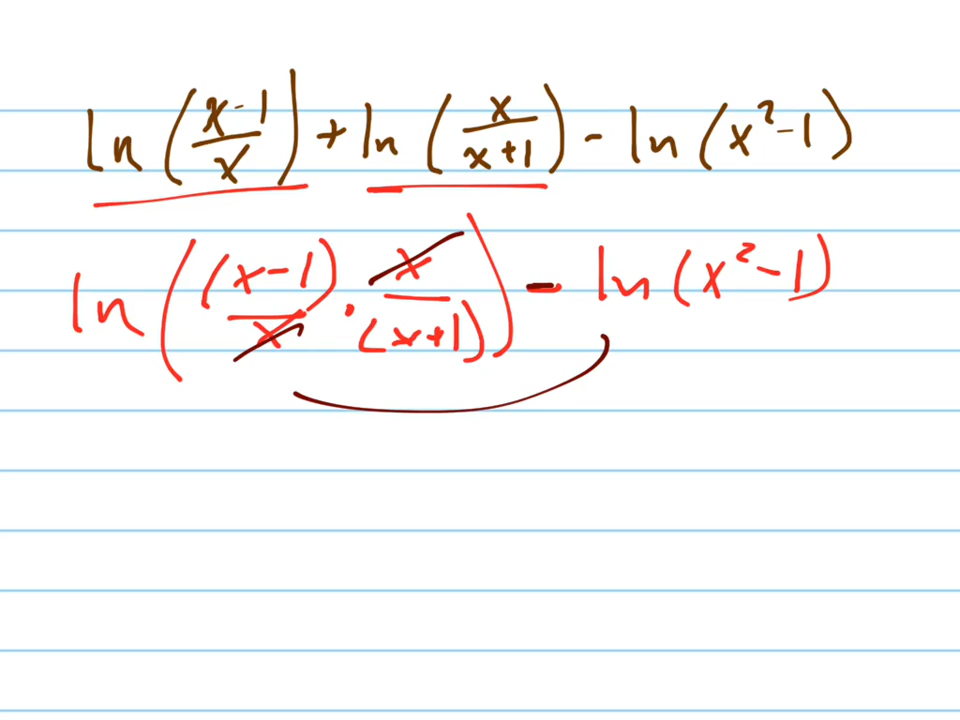 ln((x-1)/x) + ln(x/(x+1)) - ln(x²-1)
ln((x-1)/x · x/(x+1)) - ln(x²-1)